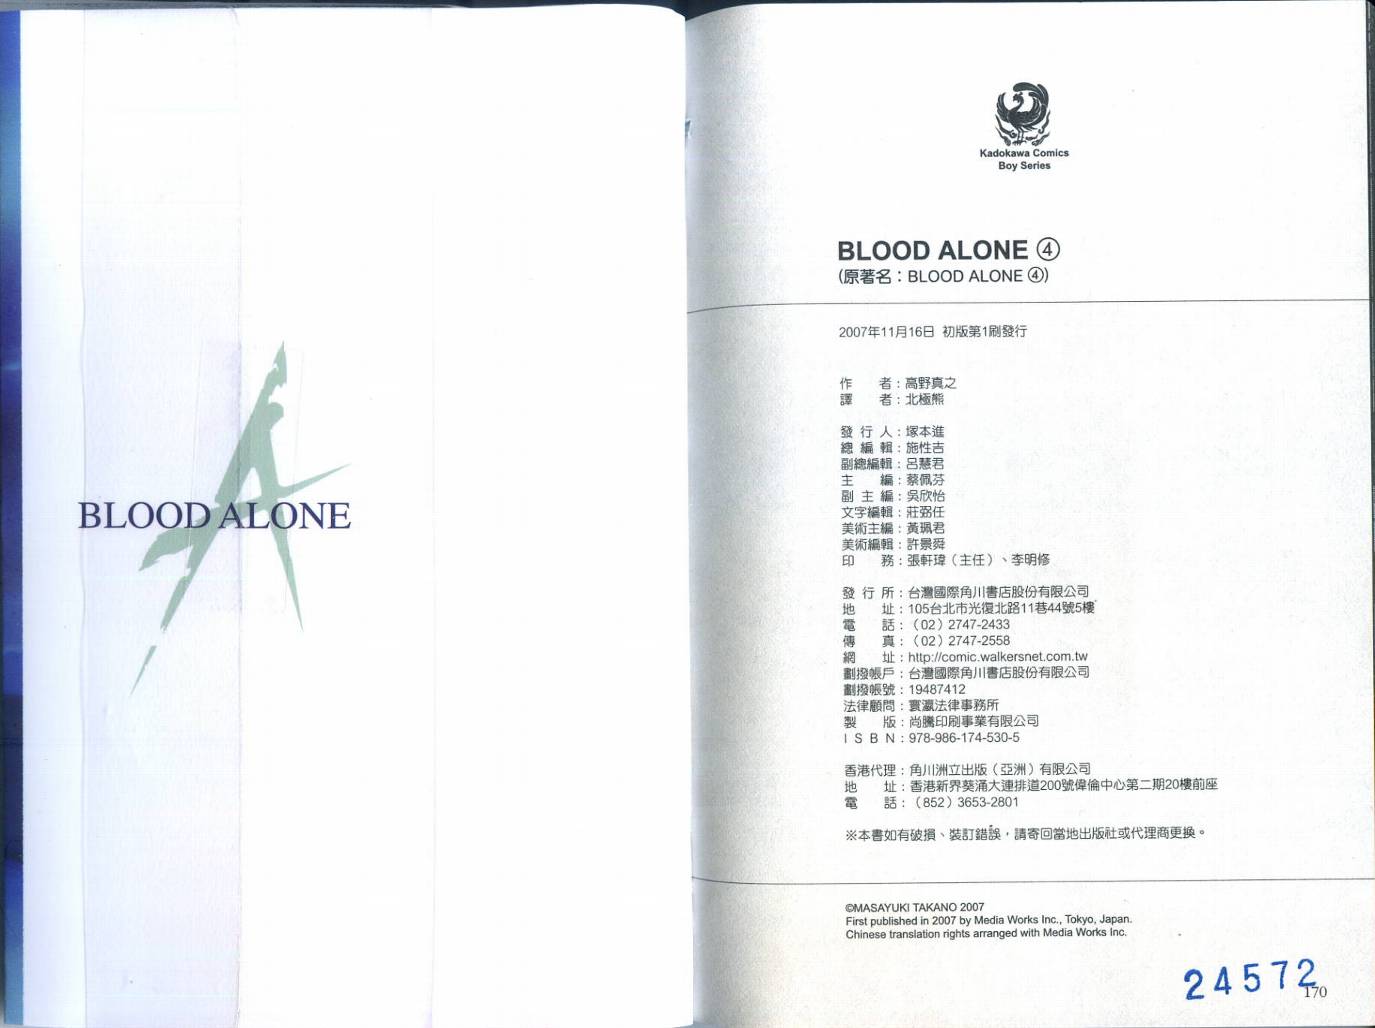 BLOOD ALONE
Kadokawa Comics
Boy Series
BLOOD ALONE ④
(原著名：BLOOD ALONE ④)
2007年11月16日 初版第1刷發行
作 者：高野真之
譯 者：北極熊
發 行 人：塚本進
總 編 輯：施性吉
副總編輯：呂慧君
主 編：蔡佩芬
副 主 編：吳欣怡
文字編輯：莊弼任
美術主編：黃珮君
美術編輯：許景舜
印 務：張軒瑋（主任）、李明修
發 行 所：台灣國際角川書店股份有限公司
地 址：105台北市光復北路11巷44號5樓
電 話：（02）2747-2433
傳 真：（02）2747-2558
網 址：http://comic.walkersnet.com.tw
劃撥帳戶：台灣國際角川書店股份有限公司
劃撥帳號：19487412
法律顧問：寰瀛法律事務所
製 版：尚騰印刷事業有限公司
I S B N：978-986-174-530-5
香港代理：角川洲立出版（亞洲）有限公司
地 址：香港新界葵涌大連排道200號偉倫中心第二期20樓前座
電 話：（852）3653-2801
※本書如有破損、裝訂錯誤，請寄回當地出版社或代理商更換。
©MASAYUKI TAKANO 2007
First published in 2007 by Media Works Inc., Tokyo, Japan.
Chinese translation rights arranged with Media Works Inc.
24572
170